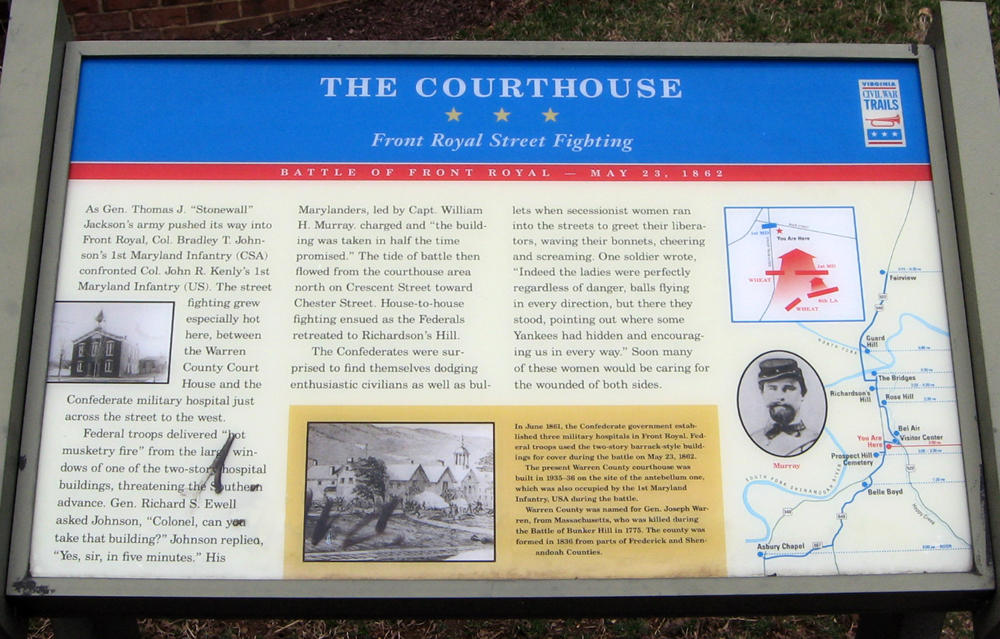 THE COURTHOUSE
Front Royal Street Fighting
VIRGINIA
CIVIL WAR
TRAILS
BATTLE OF FRONT ROYAL — MAY 23, 1862
As Gen. Thomas J. “Stonewall”
Jackson’s army pushed its way into
Front Royal, Col. Bradley T. John-
son’s 1st Maryland Infantry (CSA)
confronted Col. John R. Kenly’s 1st
Maryland Infantry (US). The street
fighting grew
especially hot
here, between
the Warren
County Court
House and the
Confederate military hospital just
across the street to the west.
Federal troops delivered “hot
musketry fire” from the large win-
dows of one of the two-story hospital
buildings, threatening the Southern
advance. Gen. Richard S. Ewell
asked Johnson, “Colonel, can you
take that building?” Johnson replied,
“Yes, sir, in five minutes.” His
Marylanders, led by Capt. William
H. Murray. charged and “the build-
ing was taken in half the time
promised.” The tide of battle then
flowed from the courthouse area
north on Crescent Street toward
Chester Street. House-to-house
fighting ensued as the Federals
retreated to Richardson’s Hill.
The Confederates were sur-
prised to find themselves dodging
enthusiastic civilians as well as bul-
lets when secessionist women ran
into the streets to greet their libera-
tors, waving their bonnets, cheering
and screaming. One soldier wrote,
“Indeed the ladies were perfectly
regardless of danger, balls flying
in every direction, but there they
stood, pointing out where some
Yankees had hidden and encourag-
ing us in every way.” Soon many
of these women would be caring for
the wounded of both sides.
In June 1861, the Confederate government estab-
lished three military hospitals in Front Royal. Fed-
eral troops used the two-story barrack-style build-
ings for cover during the battle on May 23, 1862.
The present Warren County courthouse was
built in 1935–36 on the site of the antebellum one,
which was also occupied by the 1st Maryland
Infantry, USA during the battle.
Warren County was named for Gen. Joseph War-
ren, from Massachusetts, who was killed during
the Battle of Bunker Hill in 1775. The county was
formed in 1836 from parts of Frederick and Shen-
andoah Counties.
1st MD
You Are Here
1st MD
WHEAT
8th LA
WHEAT
Murray
Fairview
NORTH FORK
Guard
Hill
The Bridges
Richardson’s
Hill
Rose Hill
Bel Air
You Are
Here
Visitor Center
Prospect Hill
Cemetery
SOUTH FORK SHENANDOAH RIVER
Belle Boyd
Happy Creek
Asbury Chapel